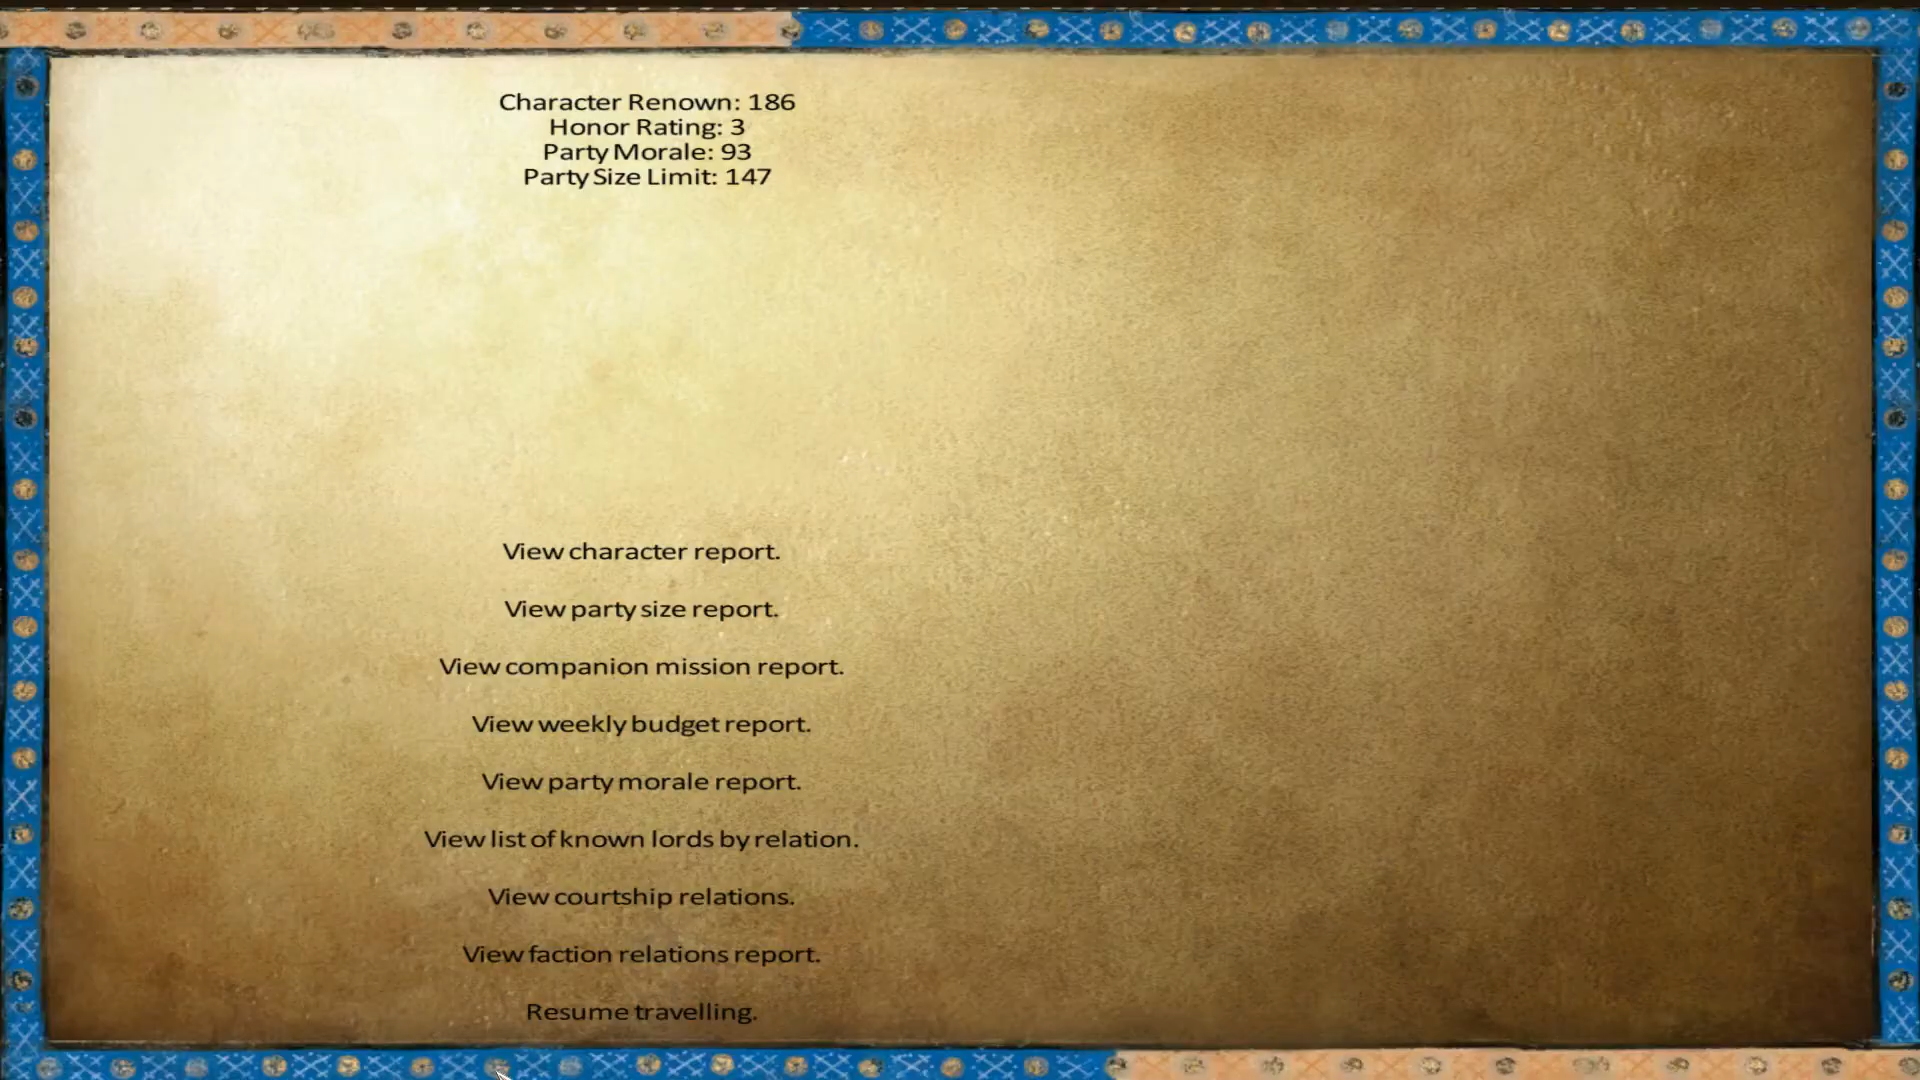 Character Renown: 186
Honor Rating: 3
Party Morale: 93
Party Size Limit: 147
View character report.
View party size report.
View companion mission report.
View weekly budget report.
View party morale report.
View list of known lords by relation.
View courtship relations.
View faction relations report.
Resume travelling.